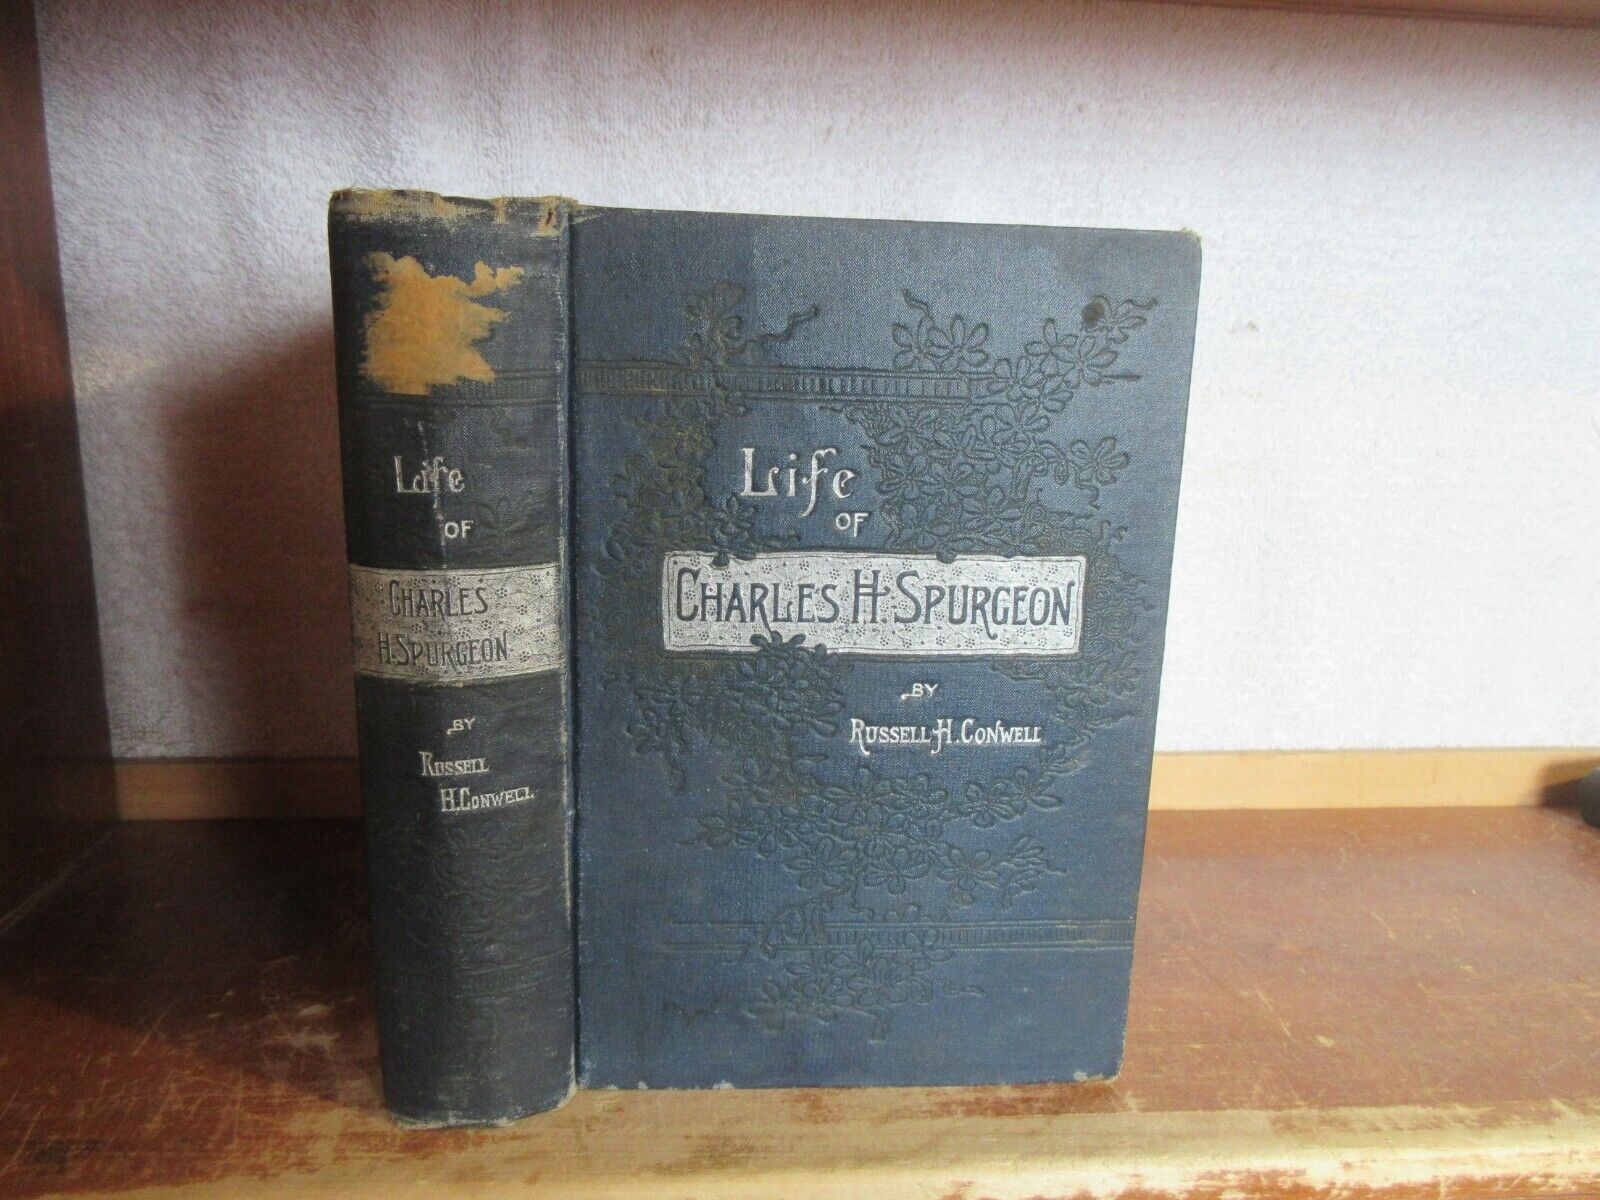 Life
OF
CHARLES
H. SPURGEON
BY
RUSSELL
H. CONWELL
Life
OF
CHARLES H. SPURGEON
BY
RUSSELL H. CONWELL